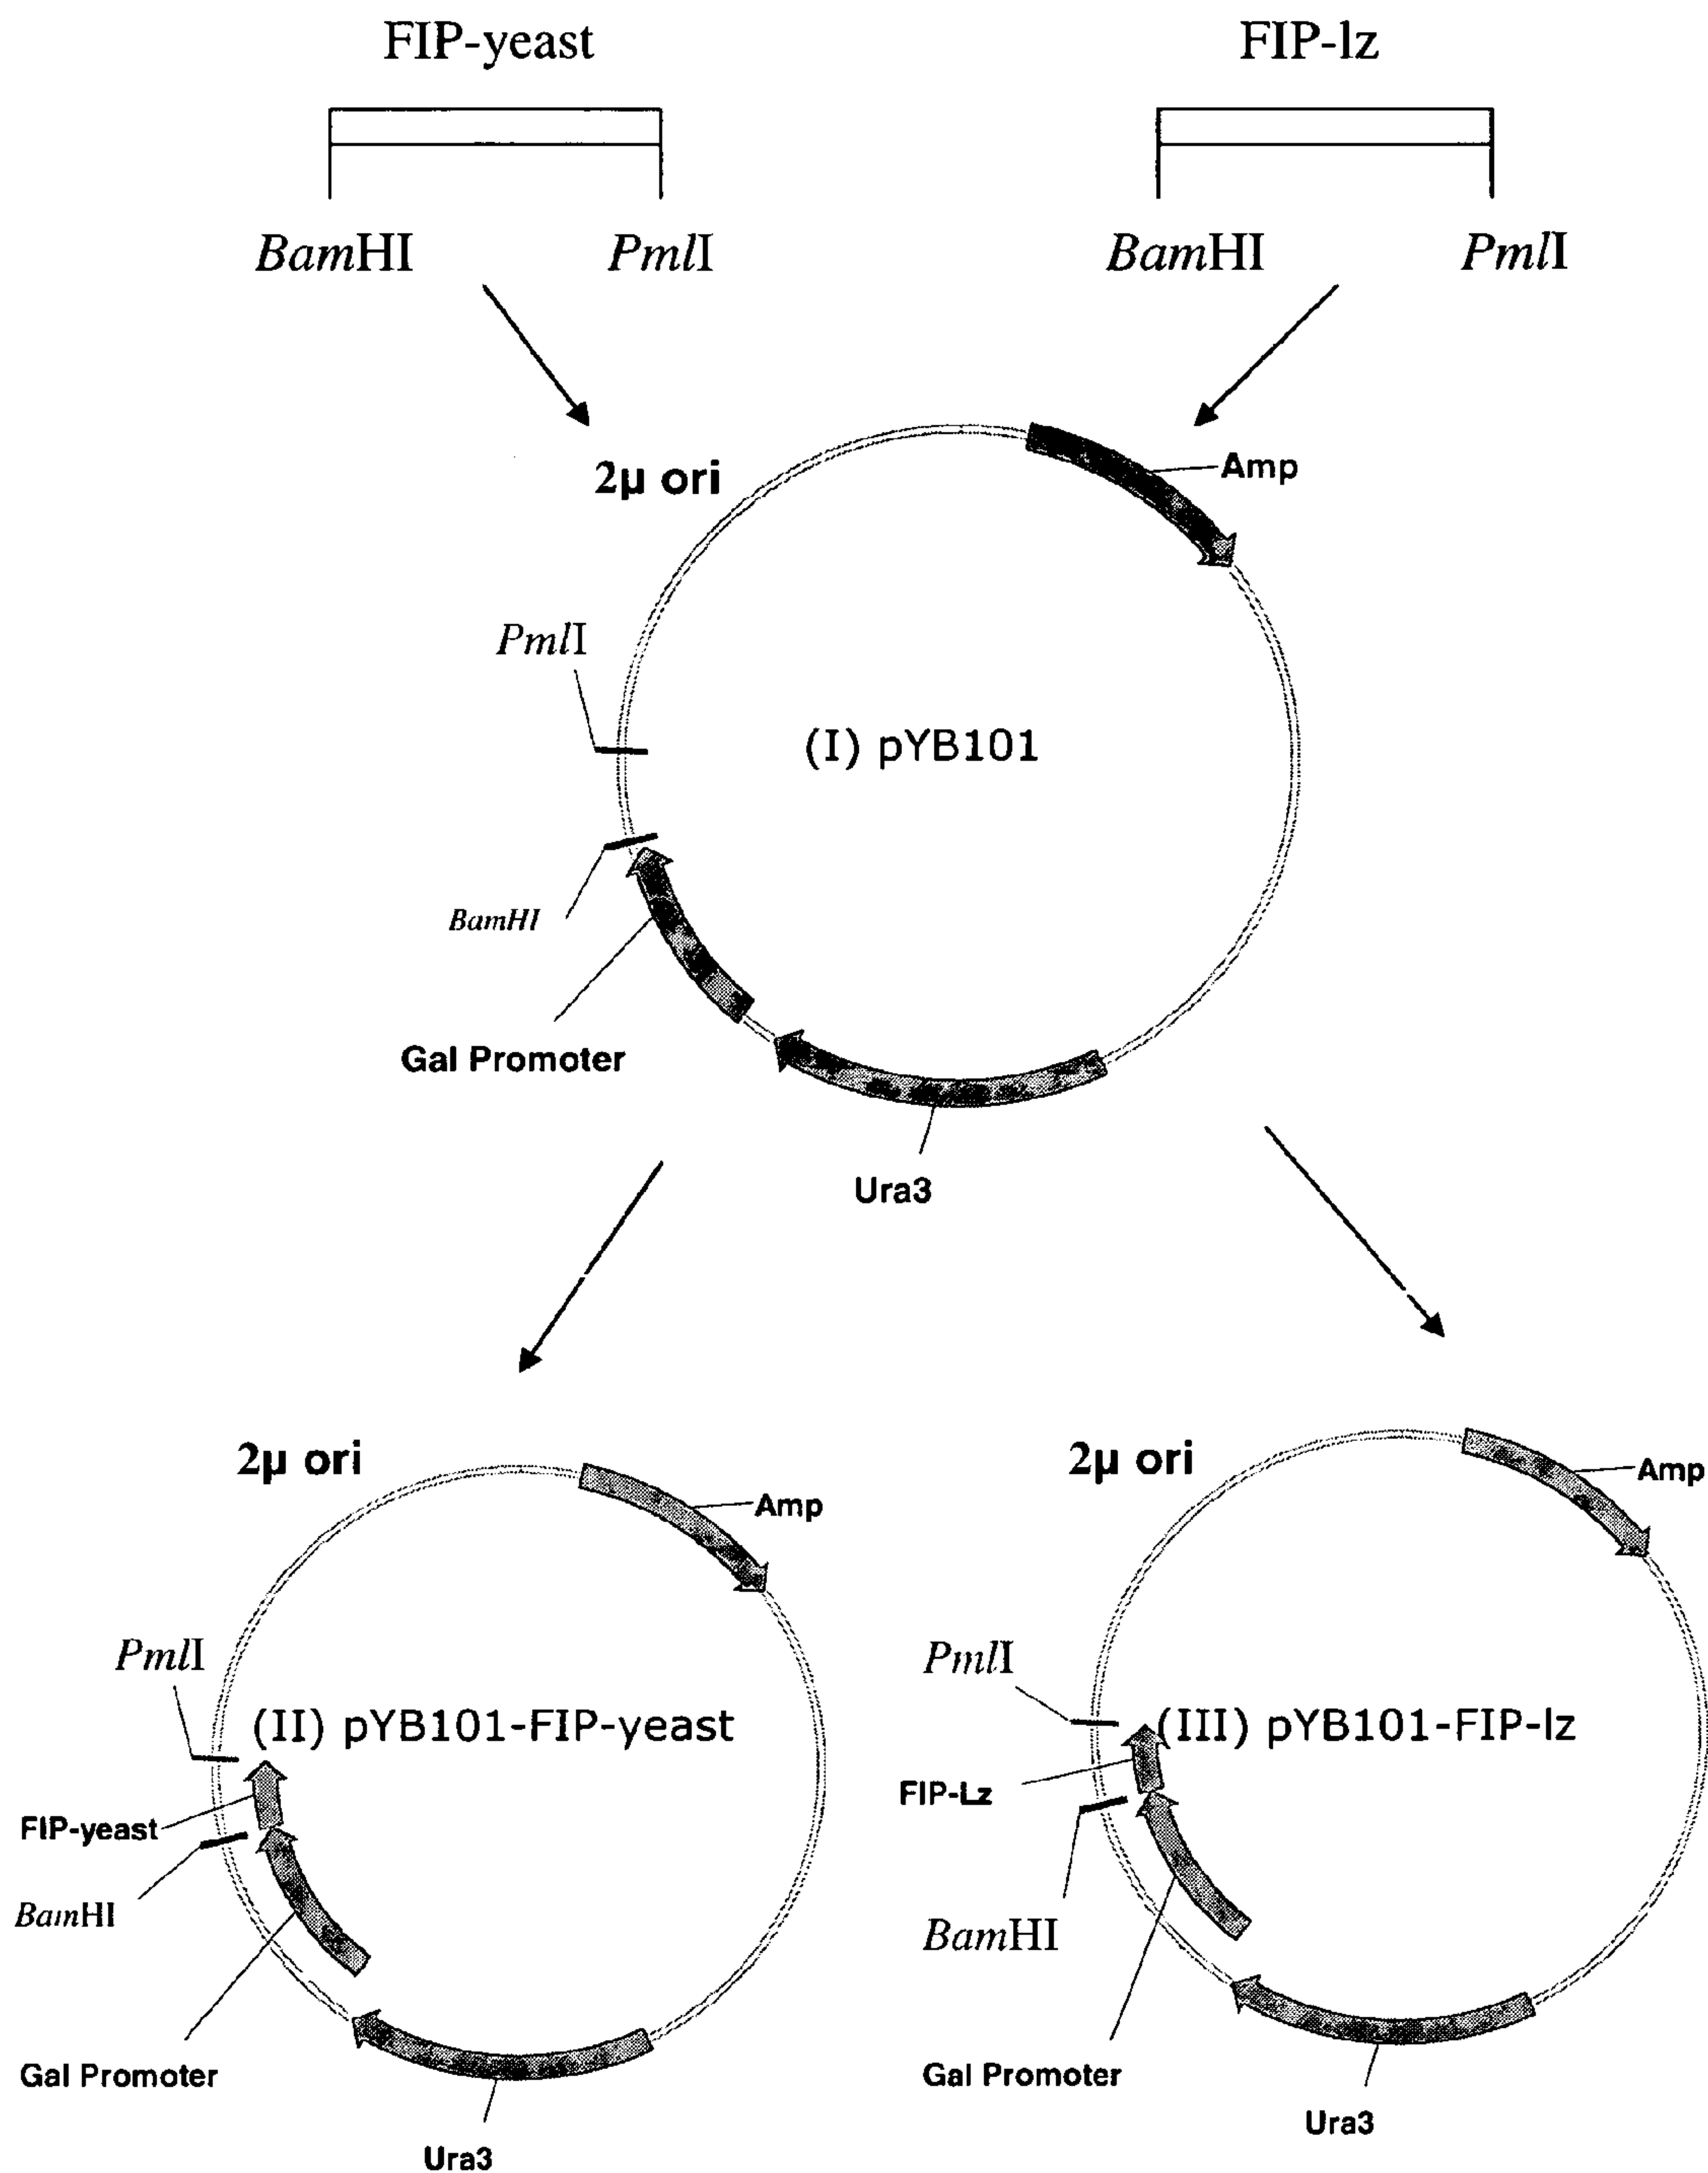 FIP-yeast
FIP-lz
BamHI
PmlI
BamHI
PmlI
2µ ori
Amp
PmlI
(I) pYB101
BamHI
Gal Promoter
Ura3
2µ ori
Amp
PmlI
(II) pYB101-FIP-yeast
FIP-yeast
BamHI
Gal Promoter
Ura3
2µ ori
Amp
PmlI
(III) pYB101-FIP-lz
FIP-Lz
BamHI
Gal Promoter
Ura3